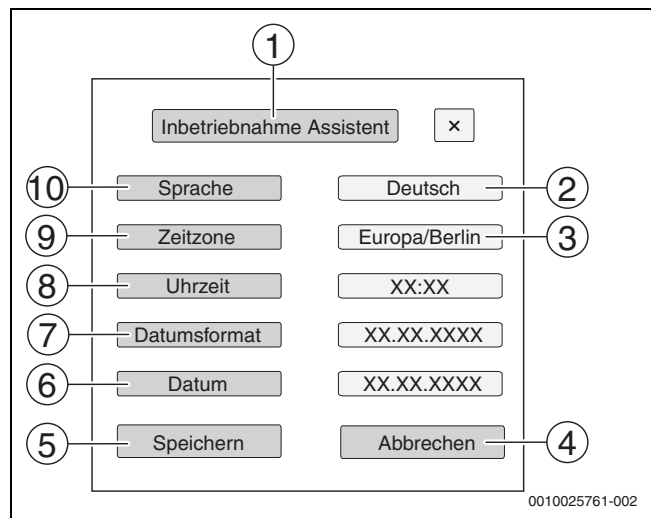 1
Inbetriebnahme Assistent ×
10 Sprache Deutsch 2
9 Zeitzone Europa/Berlin 3
8 Uhrzeit XX:XX
7 Datumsformat XX.XX.XXXX
6 Datum XX.XX.XXXX
5 Speichern Abbrechen 4
0010025761-002